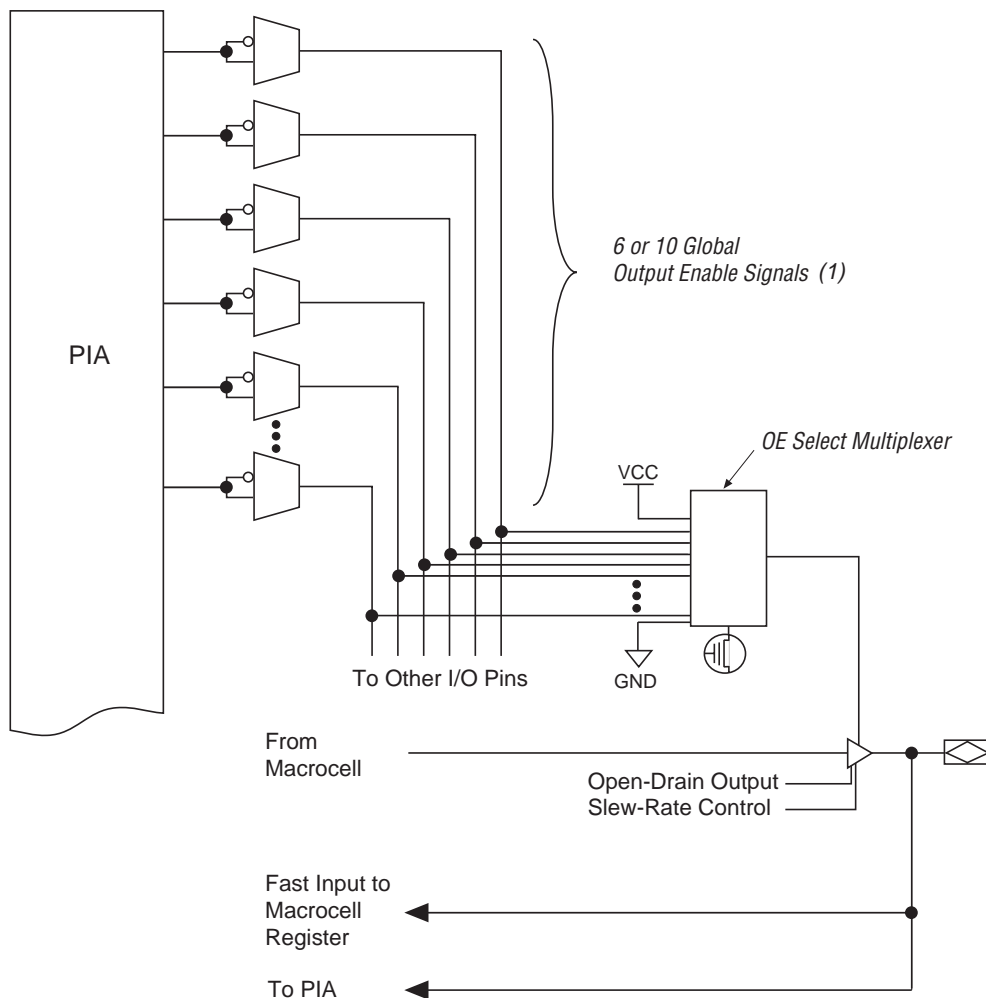 PIA
6 or 10 Global
Output Enable Signals (1)
OE Select Multiplexer
VCC
To Other I/O Pins
GND
From
Macrocell
Open-Drain Output
Slew-Rate Control
Fast Input to
Macrocell
Register
To PIA